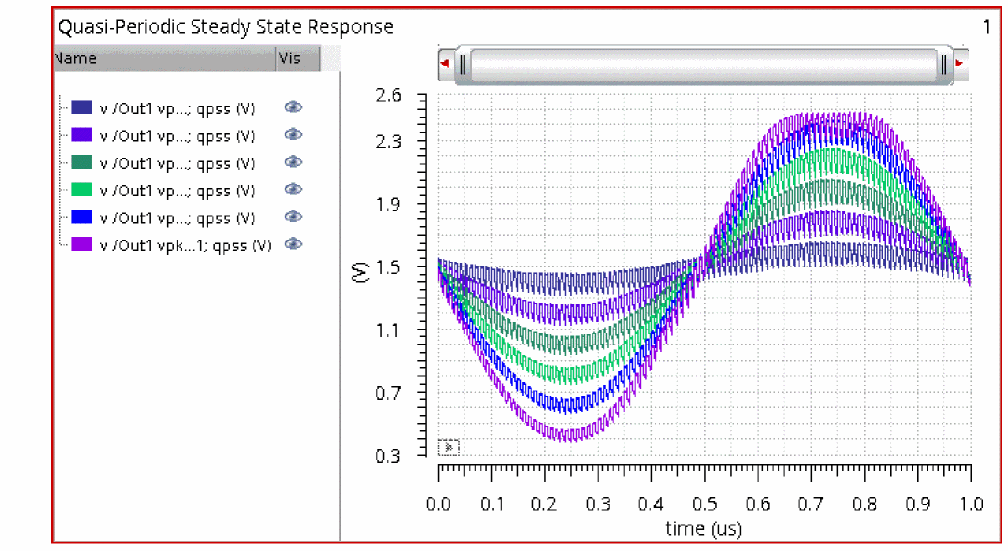 Quasi-Periodic Steady State Response 1
Name Vis
v /Out1 vp...; qpss (V)
v /Out1 vp...; qpss (V)
v /Out1 vp...; qpss (V)
v /Out1 vp...; qpss (V)
v /Out1 vp...; qpss (V)
v /Out1 vpk...1; qpss (V)
2.6
2.3
1.9
1.5
1.1
0.7
0.3
(V)
0.0 0.1 0.2 0.3 0.4 0.5 0.6 0.7 0.8 0.9 1.0
time (us)